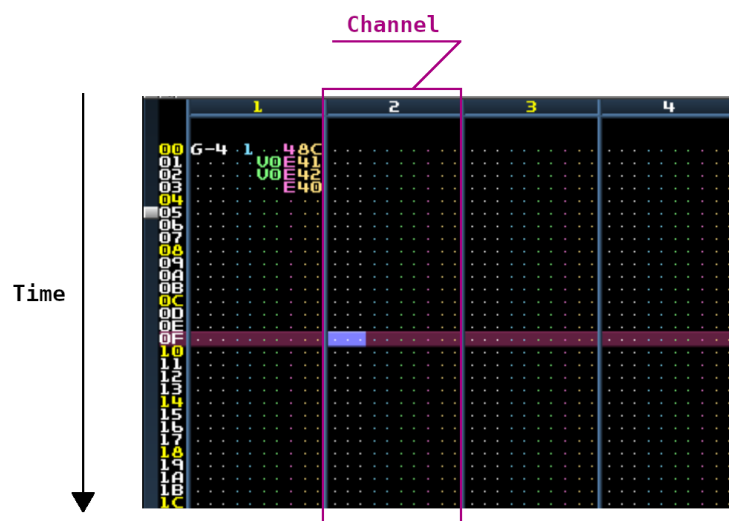 Channel
1 2 3 4
00 G-4 1 48C
01 V0E41
02 V0E42
03 E40
04
05
06
07
08
09
0A
0B
0C
Time
0D
0E
0F
10
11
12
13
14
15
16
17
18
19
1A
1B
1C